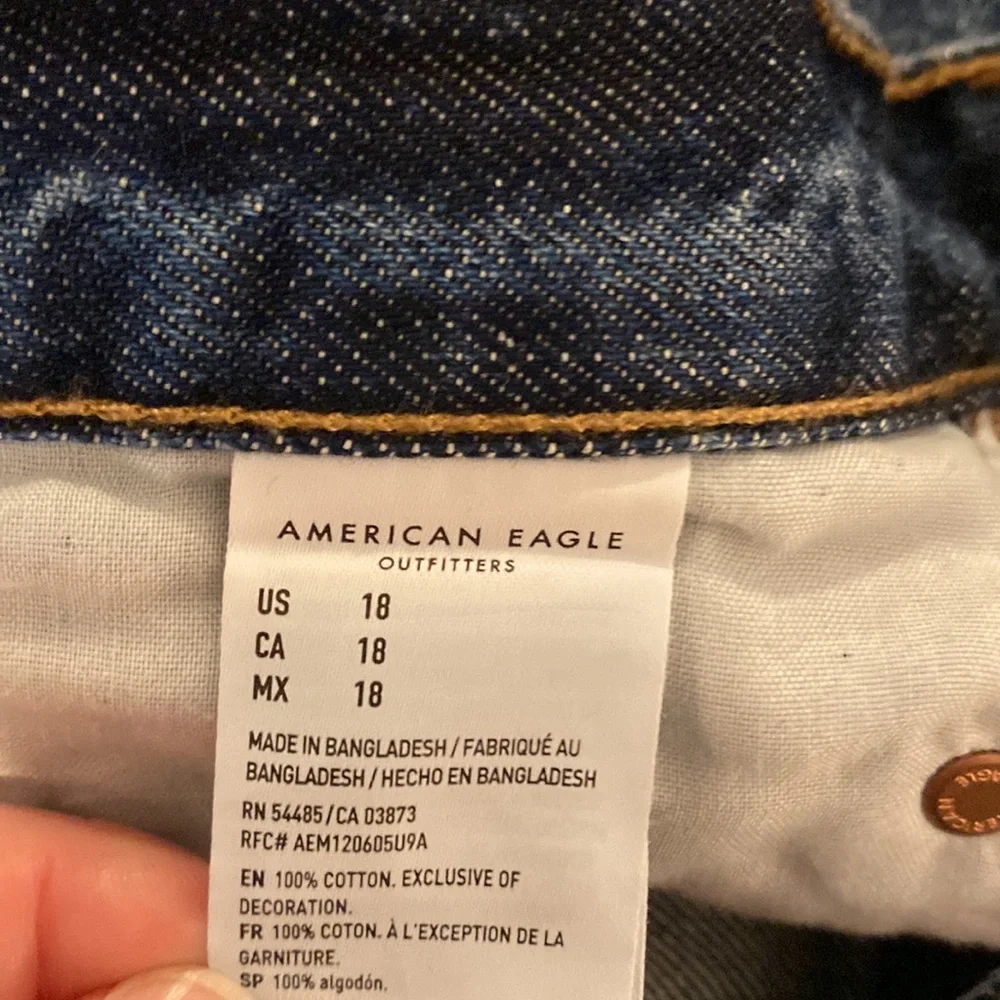 AMERICAN EAGLE
OUTFITTERS
US 18
CA 18
MX 18
MADE IN BANGLADESH / FABRIQUÉ AU
BANGLADESH / HECHO EN BANGLADESH
RN 54485 / CA 03873
RFC# AEM120605U9A
EN 100% COTTON. EXCLUSIVE OF
DECORATION.
FR 100% COTON. À L'EXCEPTION DE LA
GARNITURE.
SP 100% algodón.